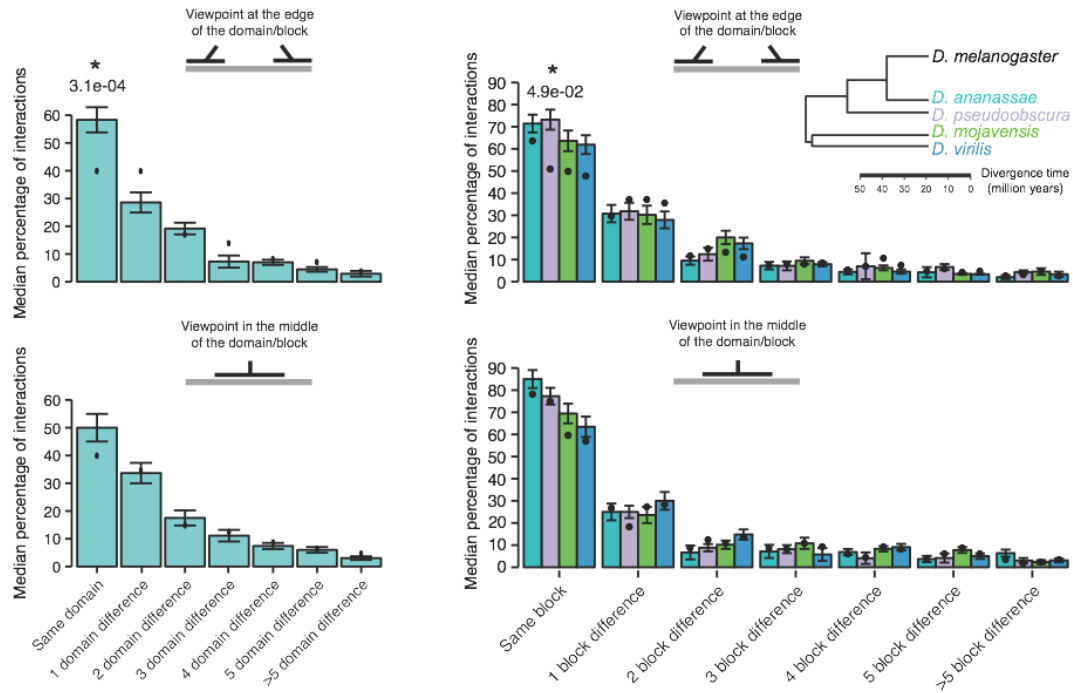 Viewpoint at the edge
of the domain/block
*
3.1e-04
Median percentage of interactions
60
50
40
30
20
10
0
Viewpoint at the edge
of the domain/block
*
4.9e-02
Median percentage of interactions
90
80
70
60
50
40
30
20
10
0
D. melanogaster
D. ananassae
D. pseudoobscura
D. mojavensis
D. virilis
Divergence time
(million years)
50 40 30 20 10 0
Viewpoint in the middle
of the domain/block
Median percentage of interactions
60
50
40
30
20
10
0
Same domain
1 domain difference
2 domain difference
3 domain difference
4 domain difference
5 domain difference
>5 domain difference
Viewpoint in the middle
of the domain/block
Median percentage of interactions
90
80
70
60
50
40
30
20
10
0
Same block
1 block difference
2 block difference
3 block difference
4 block difference
5 block difference
>5 block difference